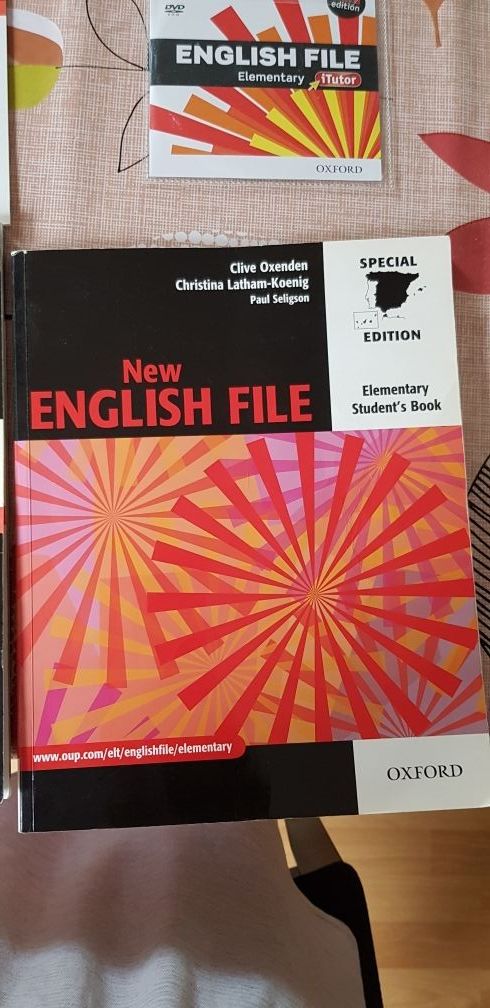 DVD
edition
ENGLISH FILE
Elementary iTutor
OXFORD
Clive Oxenden
Christina Latham-Koenig
Paul Seligson
SPECIAL
EDITION
New
ENGLISH FILE
Elementary
Student's Book
www.oup.com/elt/englishfile/elementary
OXFORD